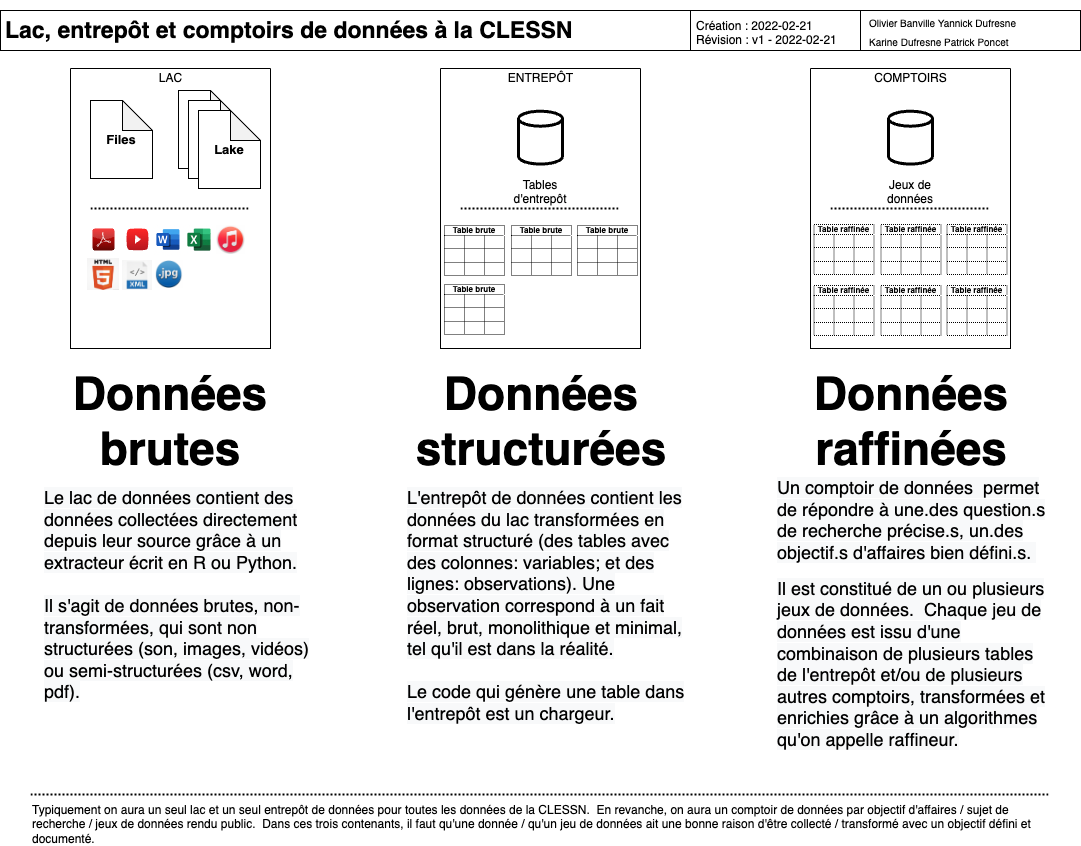 Lac, entrepôt et comptoirs de données à la CLESSN
Création : 2022-02-21
Révision : v1 - 2022-02-21
Olivier Banville Yannick Dufresne
Karine Dufresne Patrick Poncet
LAC
Files
Lake
HTML
5
</>
XML
.jpg
Données
brutes
Le lac de données contient des
données collectées directement
depuis leur source grâce à un
extracteur écrit en R ou Python.
Il s'agit de données brutes, non-
transformées, qui sont non
structurées (son, images, vidéos)
ou semi-structurées (csv, word,
pdf).
ENTREPÔT
Tables
d'entrepôt
Table brute Table brute Table brute
Table brute
Données
structurées
L'entrepôt de données contient les
données du lac transformées en
format structuré (des tables avec
des colonnes: variables; et des
lignes: observations). Une
observation correspond à un fait
réel, brut, monolithique et minimal,
tel qu'il est dans la réalité.
Le code qui génère une table dans
l'entrepôt est un chargeur.
COMPTOIRS
Jeux de
données
Table raffinée Table raffinée Table raffinée
Table raffinée Table raffinée Table raffinée
Données
raffinées
Un comptoir de données  permet
de répondre à une.des question.s
de recherche précise.s, un.des
objectif.s d'affaires bien défini.s.
Il est constitué de un ou plusieurs
jeux de données.  Chaque jeu de
données est issu d'une
combinaison de plusieurs tables
de l'entrepôt et/ou de plusieurs
autres comptoirs, transformées et
enrichies grâce à un algorithmes
qu'on appelle raffineur.
Typiquement on aura un seul lac et un seul entrepôt de données pour toutes les données de la CLESSN.  En revanche, on aura un comptoir de données par objectif d'affaires / sujet de
recherche / jeux de données rendu public.  Dans ces trois contenants, il faut qu'une donnée / qu'un jeu de données ait une bonne raison d'être collecté / transformé avec un objectif défini et
documenté.